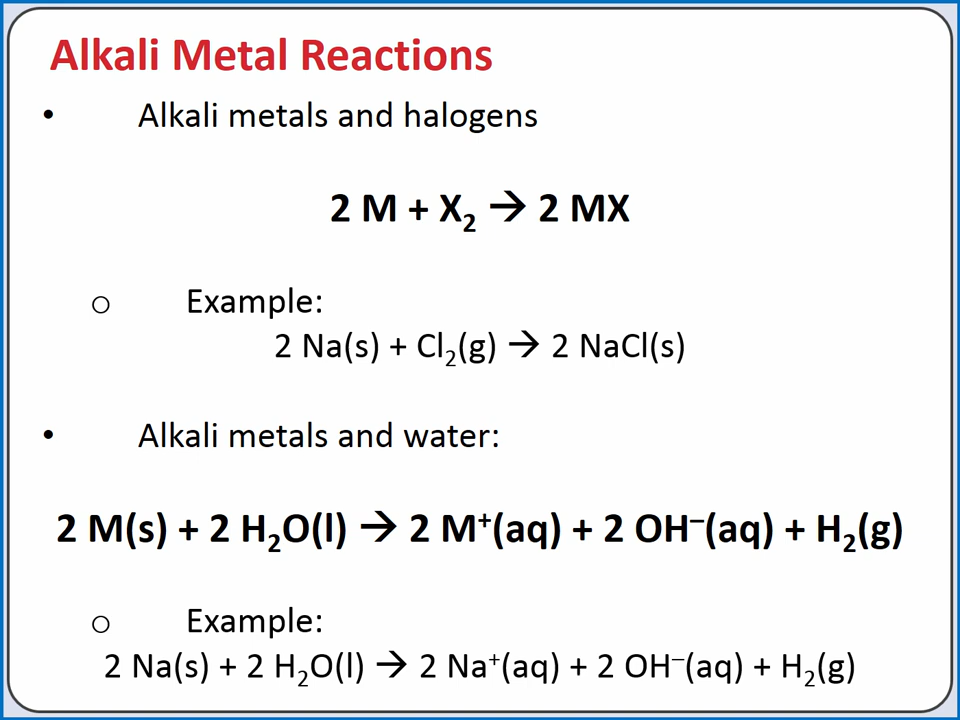 Alkali Metal Reactions
• Alkali metals and halogens
2 M + X₂ → 2 MX
o Example:
2 Na(s) + Cl₂(g) → 2 NaCl(s)
• Alkali metals and water:
2 M(s) + 2 H₂O(l) → 2 M⁺(aq) + 2 OH⁻(aq) + H₂(g)
o Example:
2 Na(s) + 2 H₂O(l) → 2 Na⁺(aq) + 2 OH⁻(aq) + H₂(g)